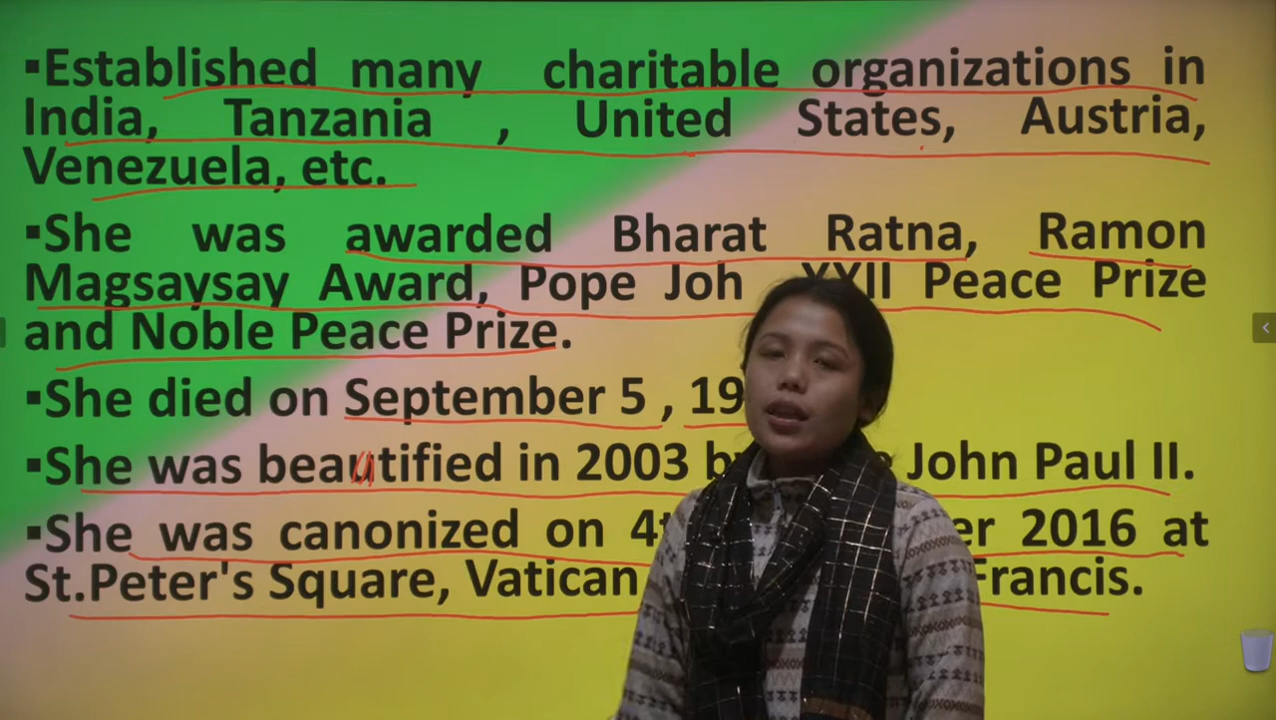 ▪Established many charitable organizations in
India, Tanzania , United States, Austria,
Venezuela, etc.
▪She was awarded Bharat Ratna, Ramon
Magsaysay Award, Pope Joh XXII Peace Prize
and Noble Peace Prize.
▪She died on September 5 , 19
▪She was beautified in 2003 John Paul II.
▪She was canonized on 2016 at
St.Peter's Square, Vatican Francis.